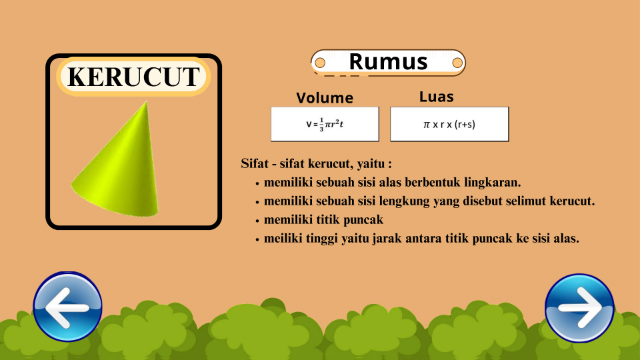 KERUCUT
Rumus
Volume
Luas
V = 1/3 πr²t
π x r x (r+s)
Sifat - sifat kerucut, yaitu :
• memiliki sebuah sisi alas berbentuk lingkaran.
• memiliki sebuah sisi lengkung yang disebut selimut kerucut.
• memiliki titik puncak
• meiliki tinggi yaitu jarak antara titik puncak ke sisi alas.